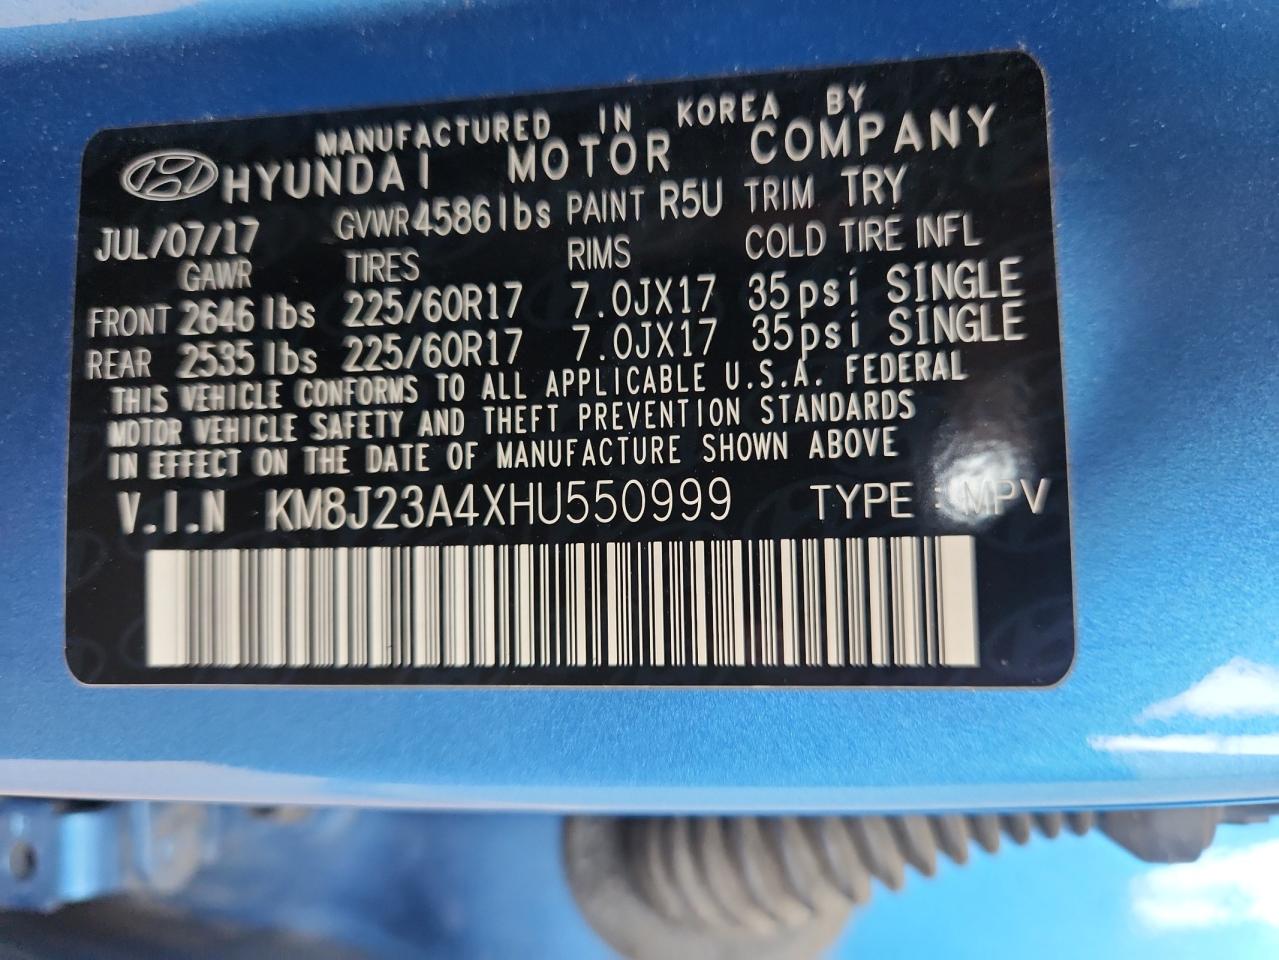 MANUFACTURED IN KOREA BY
HYUNDAI MOTOR COMPANY
JUL/07/17 GVWR 4586 lbs PAINT R5U TRIM TRY
GAWR TIRES RIMS COLD TIRE INFL
FRONT 2646 lbs 225/60R17 7.0JX17 35psi SINGLE
REAR 2535 lbs 225/60R17 7.0JX17 35psi SINGLE
THIS VEHICLE CONFORMS TO ALL APPLICABLE U.S.A. FEDERAL
MOTOR VEHICLE SAFETY AND THEFT PREVENTION STANDARDS
IN EFFECT ON THE DATE OF MANUFACTURE SHOWN ABOVE
V.I.N KM8J23A4XHU550999 TYPE : MPV